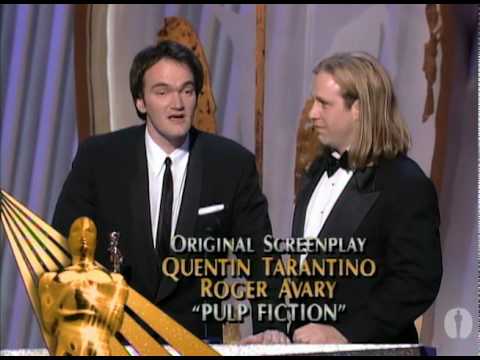 ORIGINAL SCREENPLAY
QUENTIN TARANTINO
ROGER AVARY
"PULP FICTION"